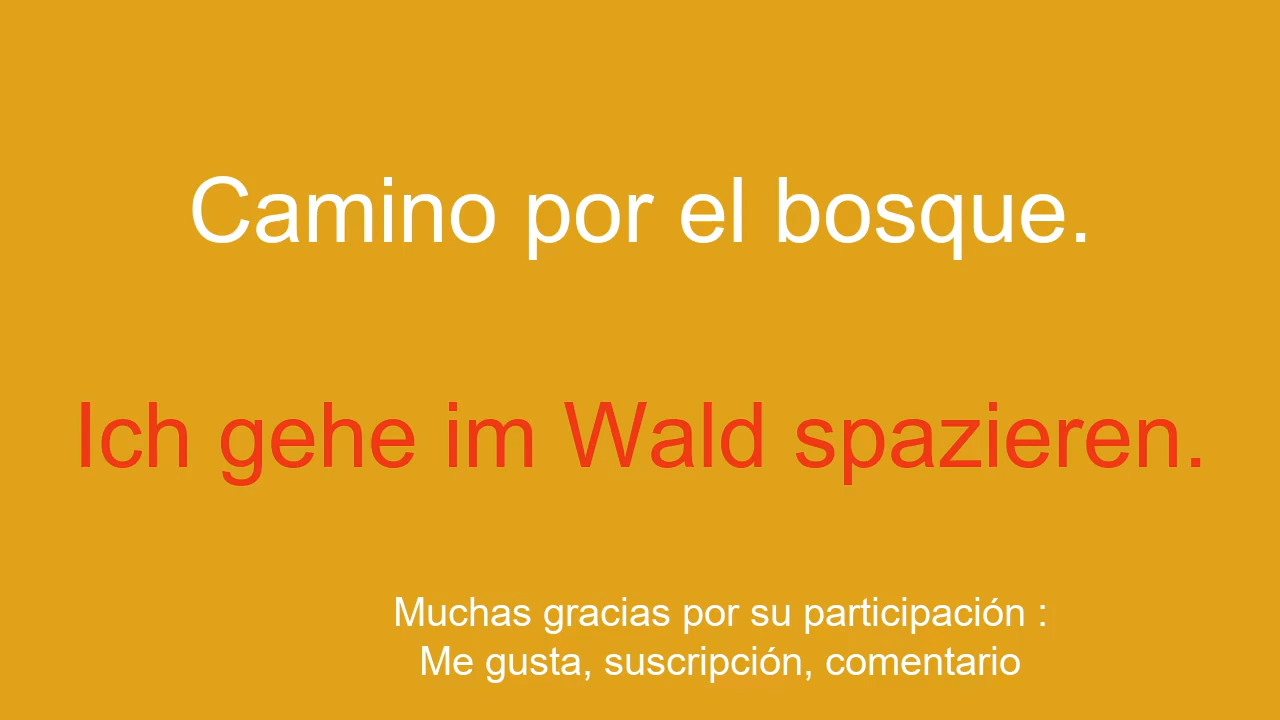 Camino por el bosque.
Ich gehe im Wald spazieren.
Muchas gracias por su participación :
Me gusta, suscripción, comentario